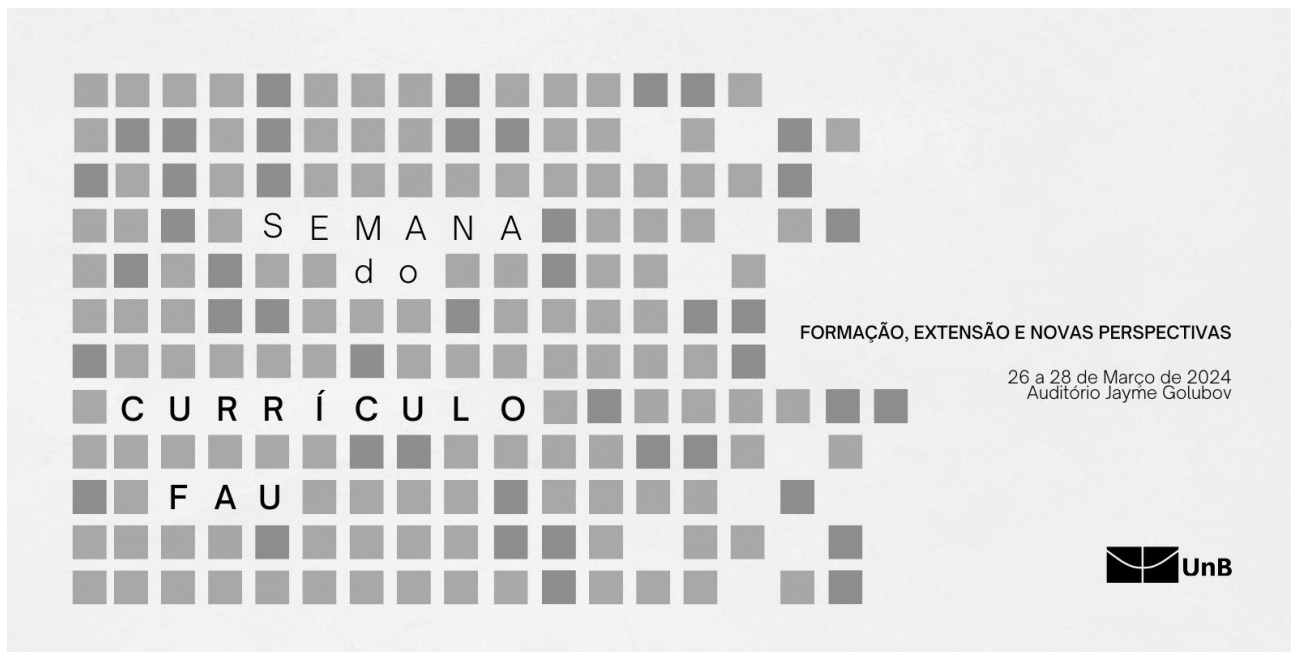 SEMANA
do
CURRÍCULO
FAU
FORMAÇÃO, EXTENSÃO E NOVAS PERSPECTIVAS
26 a 28 de Março de 2024
Auditório Jayme Golubov
UnB